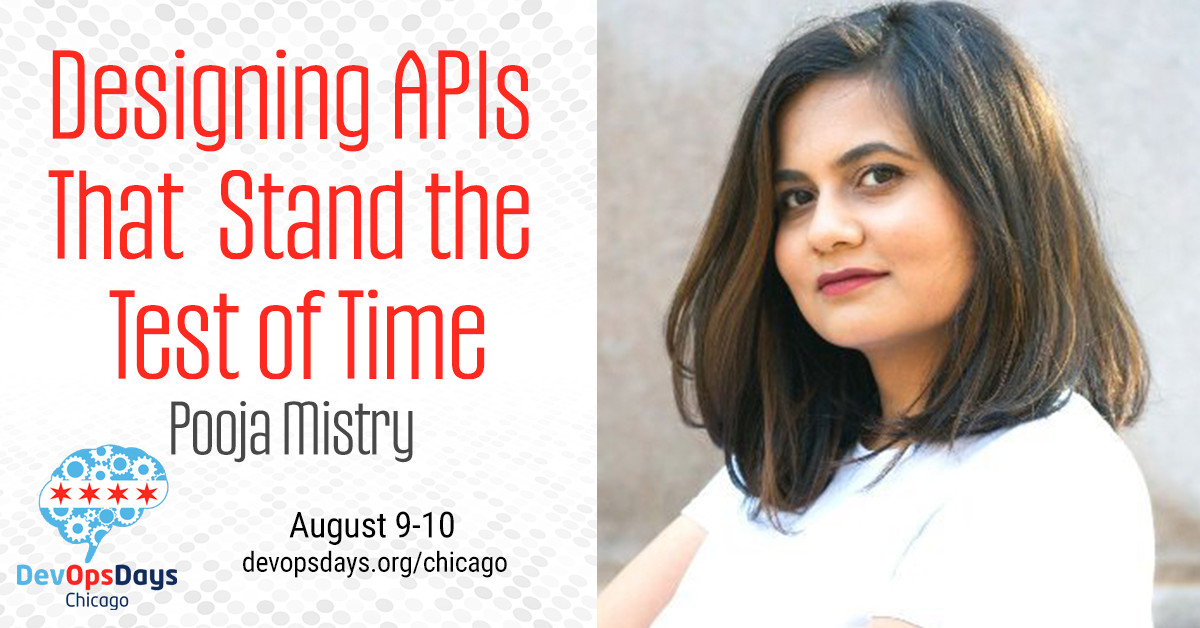 Designing APIs
That Stand the
Test of Time
Pooja Mistry
August 9-10
devopsdays.org/chicago
DevOpsDays
Chicago